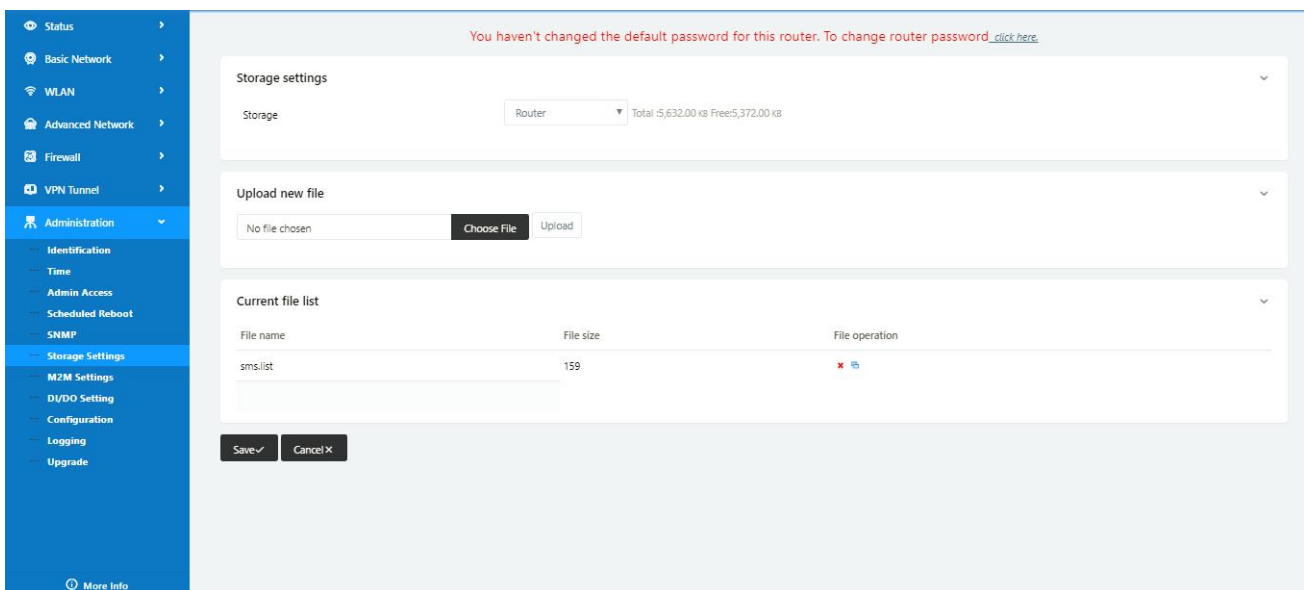 Status
Basic Network
WLAN
Advanced Network
Firewall
VPN Tunnel
Administration
Identification
Time
Admin Access
Scheduled Reboot
SNMP
Storage Settings
M2M Settings
DI/DO Setting
Configuration
Logging
Upgrade
More Info
You haven't changed the default password for this router. To change router password click here.
Storage settings
Storage Router Total :5,632.00 KB Free:5,372.00 KB
Upload new file
No file chosen Choose File Upload
Current file list
File name File size File operation
sms.list 159
Save Cancel